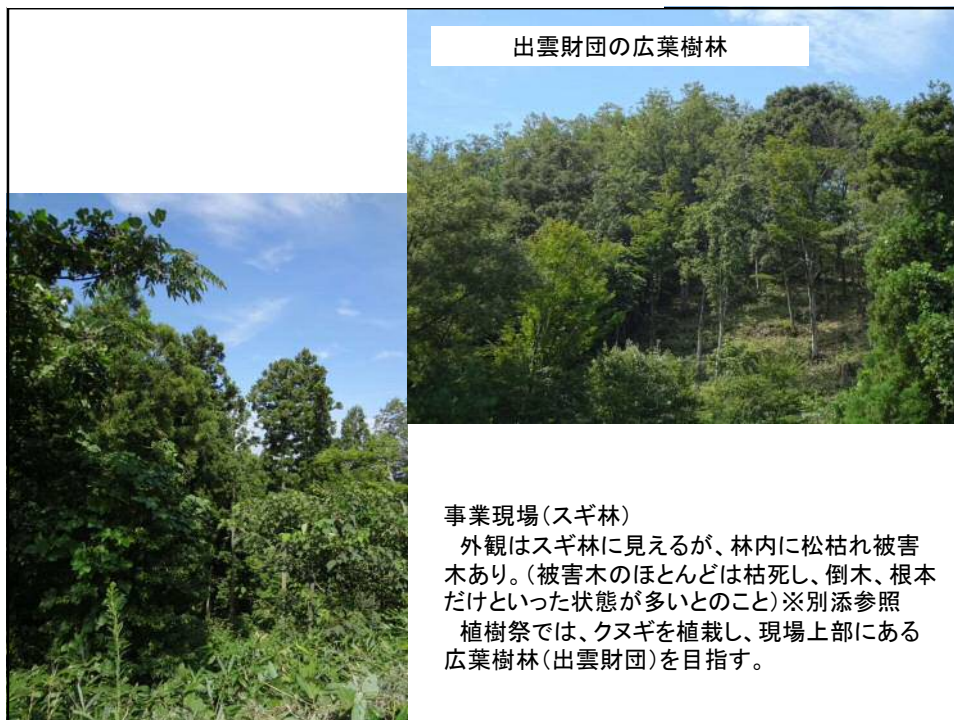 出雲財団の広葉樹林
事業現場(スギ林)
外観はスギ林に見えるが、林内に松枯れ被害
木あり。(被害木のほとんどは枯死し、倒木、根本
だけといった状態が多いとのこと)※別添参照
植樹祭では、クヌギを植栽し、現場上部にある
広葉樹林(出雲財団)を目指す。